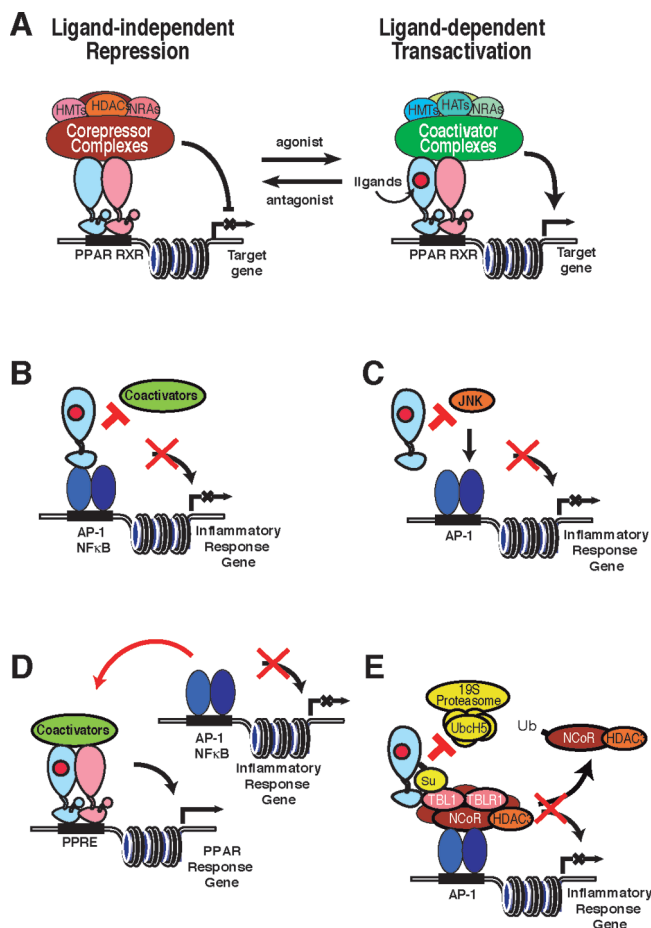 A
Ligand-independent
Repression
Ligand-dependent
Transactivation
HMTs
HDACs
NRAs
Corepressor
Complexes
HMTs
HATs
NRAs
Coactivator
Complexes
agonist
antagonist
ligands
PPAR RXR
Target
gene
PPAR RXR
Target
gene
B
Coactivators
AP-1
NFκB
Inflammatory
Response
Gene
C
JNK
AP-1
Inflammatory
Response
Gene
D
Coactivators
PPRE
PPAR
Response
Gene
AP-1
NFκB
Inflammatory
Response
Gene
E
19S
Proteasome
UbcH5
Su
TBL1
TBLR1
NCoR
HDAC3
Ub
NCoR
HDAC3
AP-1
Inflammatory
Response
Gene